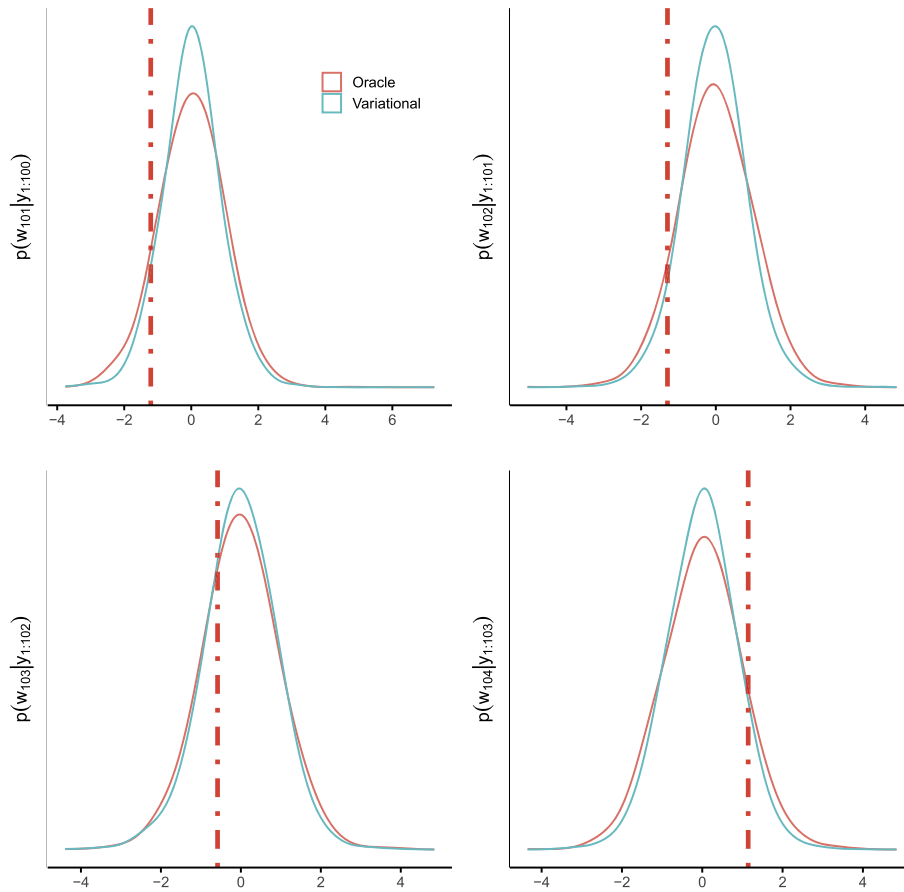 p(w101|y1:100)
Oracle
Variational
−4 −2 0 2 4 6
p(w102|y1:101)
−4 −2 0 2 4
p(w103|y1:102)
−4 −2 0 2 4
p(w104|y1:103)
−4 −2 0 2 4